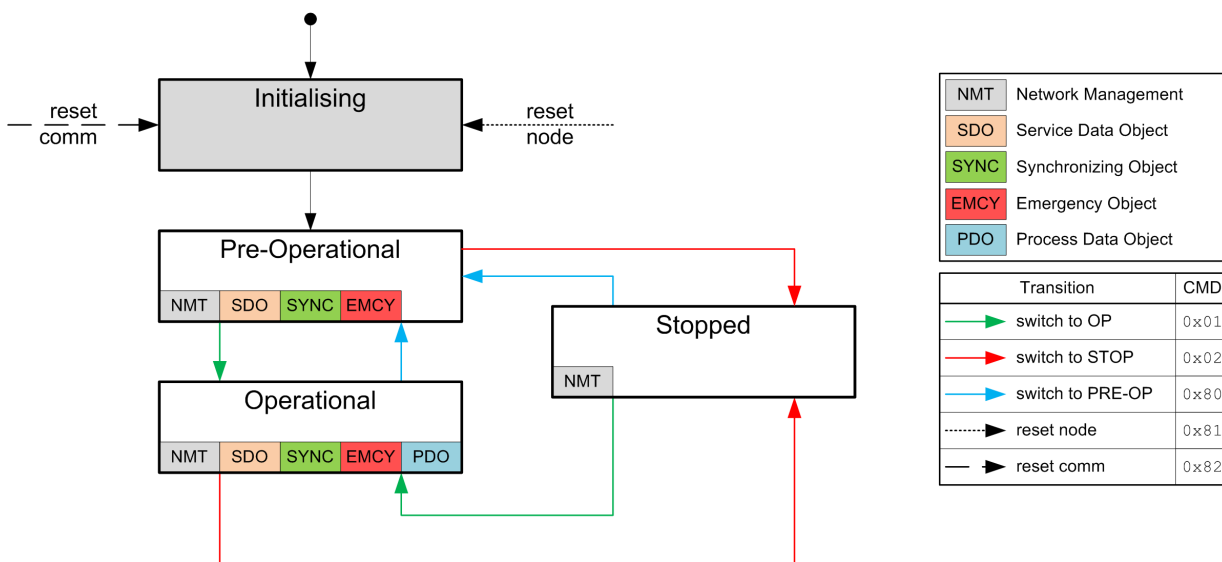 Initialising
reset
comm
reset
node
Pre-Operational
NMT SDO SYNC EMCY
Stopped
NMT
Operational
NMT SDO SYNC EMCY PDO
NMT Network Management
SDO Service Data Object
SYNC Synchronizing Object
EMCY Emergency Object
PDO Process Data Object
Transition CMD
switch to OP 0x01
switch to STOP 0x02
switch to PRE-OP 0x80
reset node 0x81
reset comm 0x82